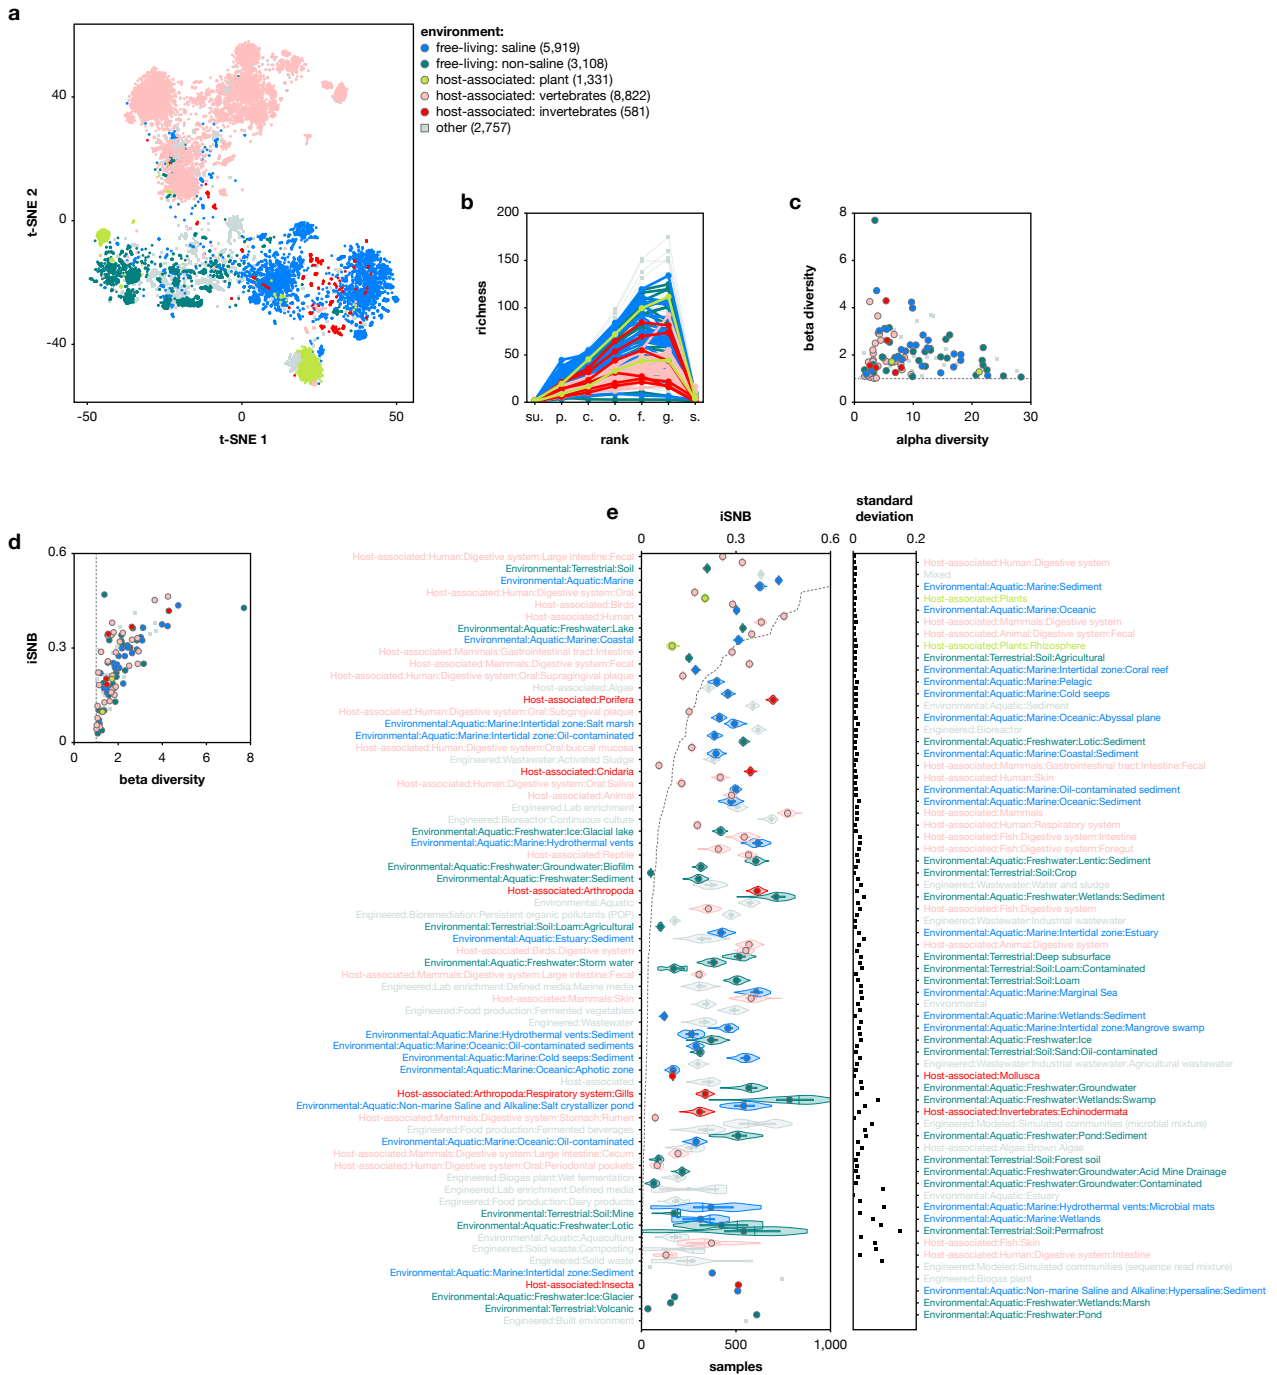 a
environment:
free-living: saline (5,919)
free-living: non-saline (3,108)
host-associated: plant (1,331)
host-associated: vertebrates (8,822)
host-associated: invertebrates (581)
other (2,757)
40
0
-40
t-SNE 2
-50
0
50
t-SNE 1
b
200
150
100
50
0
richness
su. p. c. o. f. g. s.
rank
c
8
6
4
2
0
beta diversity
0 10 20 30
alpha diversity
d
0.6
0.3
0
iSNB
0 2 4 6 8
beta diversity
e
iSNB
0 0.3 0.6
standard
deviation
0 0.2
Host-associated:Human:Digestive system:Large intestine:Fecal
Environmental:Terrestrial:Soil
Environmental:Aquatic:Marine
Host-associated:Human:Digestive system:Oral
Host-associated:Birds
Host-associated:Human
Environmental:Aquatic:Freshwater:Lake
Environmental:Aquatic:Marine:Coastal
Host-associated:Mammals:Gastrointestinal tract:Intestine
Host-associated:Mammals:Digestive system:Fecal
Host-associated:Human:Digestive system:Oral:Supragingival plaque
Engineered:Algae
Host-associated:Porifera
Host-associated:Human:Digestive system:Oral:Subgingival plaque
Environmental:Aquatic:Marine:Intertidal zone:Salt marsh
Environmental:Aquatic:Marine:Intertidal zone:Oil-contaminated
Host-associated:Human:Digestive system:Oral:buccal mucosa
Engineered:Wastewater:Activated Sludge
Host-associated:Cnidaria
Host-associated:Human:Digestive system:Oral:Saliva
Host-associated:Animal
Engineered:Lab enrichment
Engineered:Bioreactor:Continuous culture
Environmental:Aquatic:Freshwater:Ice:Glacial lake
Environmental:Aquatic:Marine:Hydrothermal vents
Host-associated:Reptile
Environmental:Aquatic:Freshwater:Groundwater:Biofilm
Environmental:Aquatic:Freshwater:Sediment
Host-associated:Arthropoda
Environmental:Aquatic
Engineered:Bioremediation:Persistent organic pollutants (POP)
Environmental:Terrestrial:Soil:Loam:Agricultural
Environmental:Aquatic:Estuary:Sediment
Host-associated:Birds:Digestive system
Environmental:Aquatic:Freshwater:Storm water
Host-associated:Mammals:Digestive system:Large intestine:Fecal
Engineered:Lab enrichment:Defined media:Marine media
Host-associated:Mammals:Skin
Engineered:Food production:Fermented vegetables
Engineered:Wastewater
Environmental:Aquatic:Marine:Hydrothermal vents:Sediment
Environmental:Aquatic:Marine:Oceanic:Oil-contaminated sediments
Environmental:Aquatic:Marine:Cold seeps:Sediment
Environmental:Aquatic:Marine:Oceanic:Aphotic zone
Host-associated
Host-associated:Arthropoda:Respiratory system:Gills
Environmental:Aquatic:Non-marine Saline and Alkaline:Salt crystallizer pond
Host-associated:Mammals:Digestive system:Stomach:Rumen
Engineered:Food production:Fermented beverages
Environmental:Aquatic:Marine:Oceanic:Oil-contaminated
Host-associated:Mammals:Digestive system:Large intestine:Cecum
Host-associated:Human:Digestive system:Oral:Periodontal pockets
Engineered:Biogas plant:Wet fermentation
Engineered:Lab enrichment:Defined media
Engineered:Food production:Dairy products
Environmental:Terrestrial:Soil:Mine
Environmental:Aquatic:Freshwater:Lotic
Environmental:Aquatic:Aquaculture
Engineered:Solid waste:Composting
Engineered:Solid waste
Environmental:Aquatic:Marine:Intertidal zone:Sediment
Host-associated:Insecta
Environmental:Aquatic:Freshwater:Ice:Glacier
Environmental:Terrestrial:Volcanic
Engineered:Built environment
0 500 1,000
samples
Host-associated:Human:Digestive system
Mixed
Environmental:Aquatic:Marine:Sediment
Host-associated:Plants
Environmental:Aquatic:Marine:Oceanic
Host-associated:Mammals:Digestive system
Host-associated:Animal:Digestive system:Fecal
Host-associated:Plants:Rhizosphere
Environmental:Terrestrial:Soil:Agricultural
Environmental:Aquatic:Marine:Intertidal zone:Coral reef
Environmental:Aquatic:Marine:Pelagic
Environmental:Aquatic:Marine:Cold seeps
Environmental:Aquatic:Sediment
Environmental:Aquatic:Marine:Oceanic:Abyssal plane
Engineered:Bioreactor
Environmental:Aquatic:Freshwater:Lotic:Sediment
Environmental:Aquatic:Marine:Coastal:Sediment
Host-associated:Mammals:Gastrointestinal tract:Intestine:Fecal
Host-associated:Human:Skin
Environmental:Aquatic:Marine:Oil-contaminated sediment
Environmental:Aquatic:Marine:Oceanic:Sediment
Host-associated:Mammals
Host-associated:Human:Respiratory system
Host-associated:Fish:Digestive system:Intestine
Host-associated:Fish:Digestive system:Foregut
Environmental:Aquatic:Freshwater:Lentic:Sediment
Environmental:Terrestrial:Soil:Crop
Engineered:Wastewater:Water and sludge
Environmental:Aquatic:Freshwater:Wetlands:Sediment
Host-associated:Fish:Digestive system
Engineered:Wastewater:Industrial wastewater
Environmental:Aquatic:Marine:Intertidal zone:Estuary
Host-associated:Animal:Digestive system
Environmental:Terrestrial:Deep subsurface
Environmental:Terrestrial:Soil:Loam:Contaminated
Environmental:Terrestrial:Soil:Loam
Environmental:Aquatic:Marine:Marginal Sea
Environmental
Environmental:Aquatic:Marine:Wetlands:Sediment
Environmental:Aquatic:Marine:Intertidal zone:Mangrove swamp
Environmental:Aquatic:Freshwater:Ice
Environmental:Terrestrial:Soil:Sand:Oil-contaminated
Engineered:Wastewater:Industrial wastewater:Agricultural wastewater
Host-associated:Mollusca
Environmental:Aquatic:Freshwater:Groundwater
Environmental:Aquatic:Freshwater:Wetlands:Swamp
Host-associated:Invertebrates:Echinodermata
Engineered:Modeled:Simulated communities (microbial mixture)
Environmental:Aquatic:Freshwater:Pond:Sediment
Host-associated:Algae:Brown Algae
Environmental:Terrestrial:Soil:Forest soil
Environmental:Aquatic:Freshwater:Groundwater:Acid Mine Drainage
Environmental:Aquatic:Freshwater:Groundwater:Contaminated
Environmental:Aquatic:Estuary
Environmental:Aquatic:Marine:Hydrothermal vents:Microbial mats
Environmental:Aquatic:Marine:Wetlands
Environmental:Terrestrial:Soil:Permafrost
Host-associated:Fish:Skin
Host-associated:Human:Digestive system:Intestine
Engineered:Modeled:Simulated communities (sequence read mixture)
Engineered:Biogas plant
Environmental:Aquatic:Non-marine Saline and Alkaline:Hypersaline:Sediment
Environmental:Aquatic:Freshwater:Wetlands:Marsh
Environmental:Aquatic:Freshwater:Pond